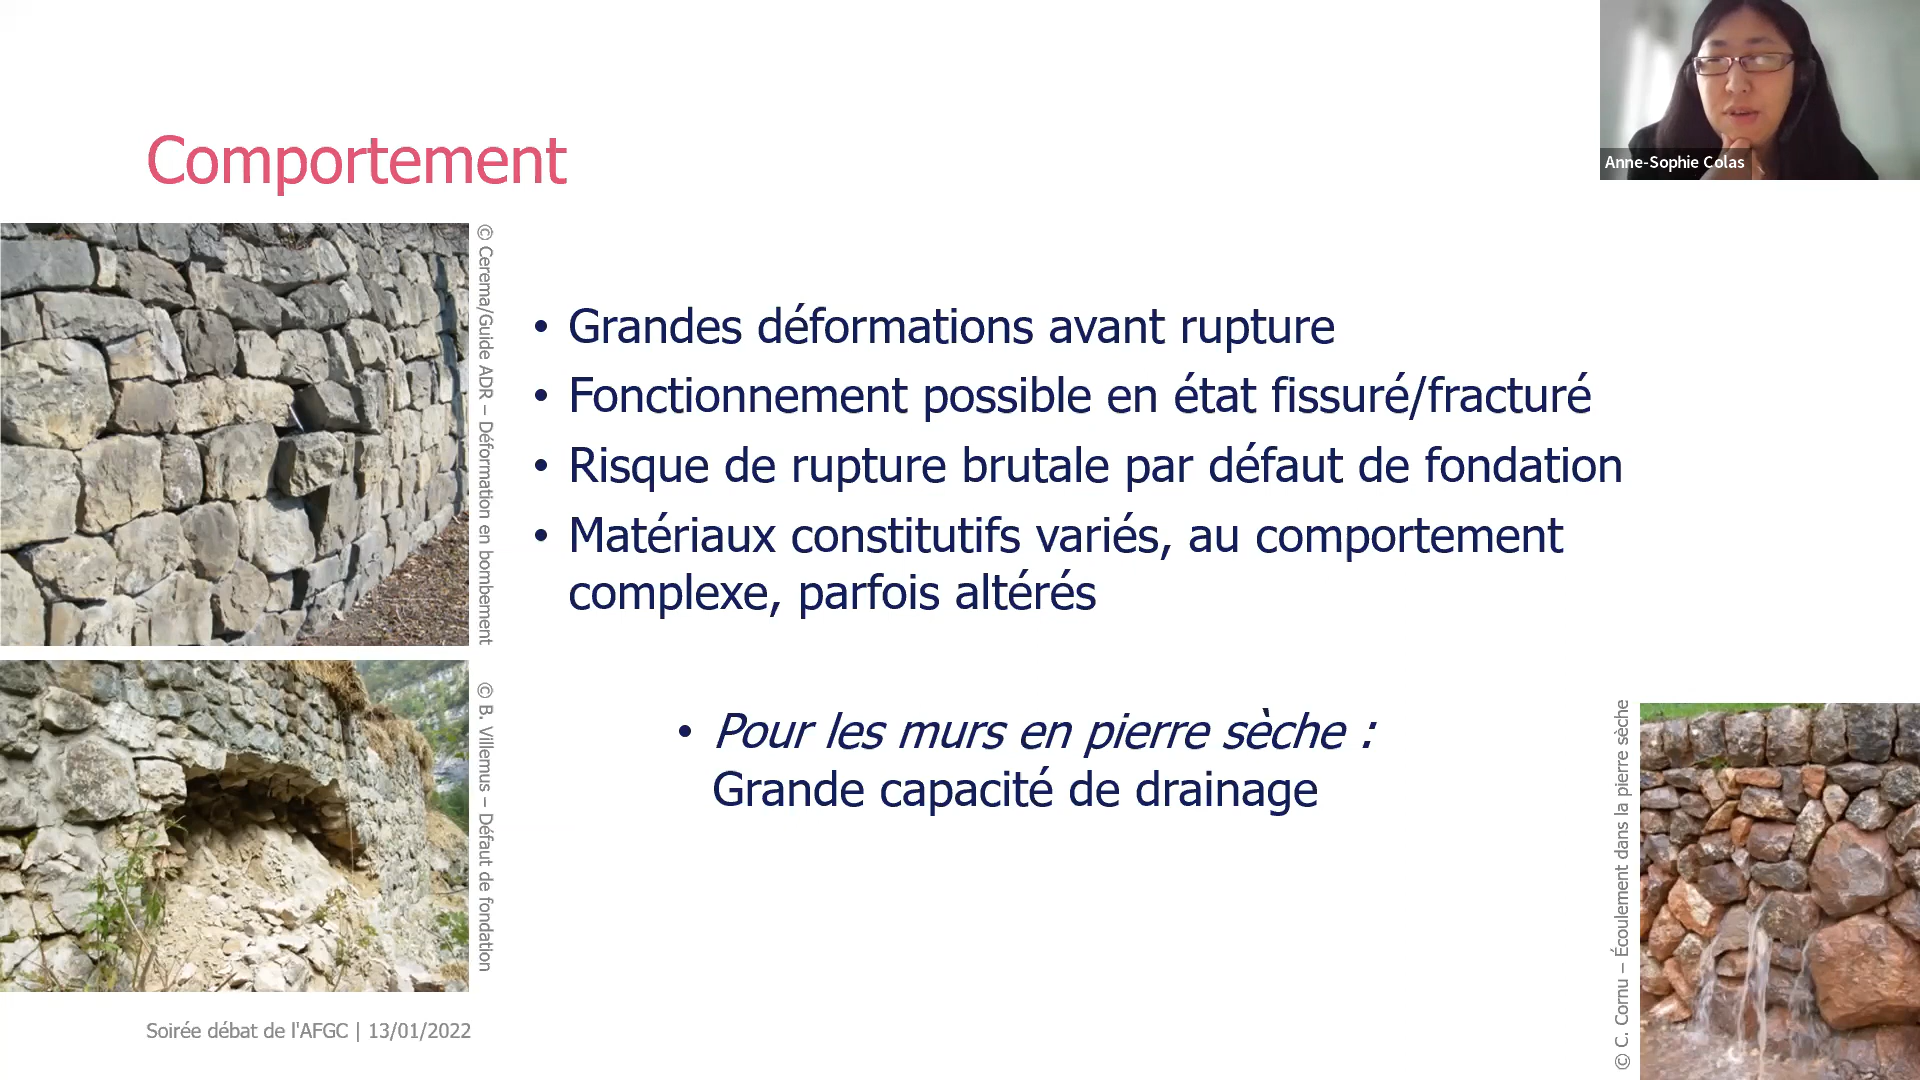 Comportement
Anne-Sophie Colas
© Cerema/Guide ADR – Déformation en bombement
• Grandes déformations avant rupture
• Fonctionnement possible en état fissuré/fracturé
• Risque de rupture brutale par défaut de fondation
• Matériaux constitutifs variés, au comportement
complexe, parfois altérés
© B. Villemus – Défaut de fondation
• Pour les murs en pierre sèche :
Grande capacité de drainage
© C. Cornu – Écoulement dans la pierre sèche
Soirée débat de l'AFGC | 13/01/2022